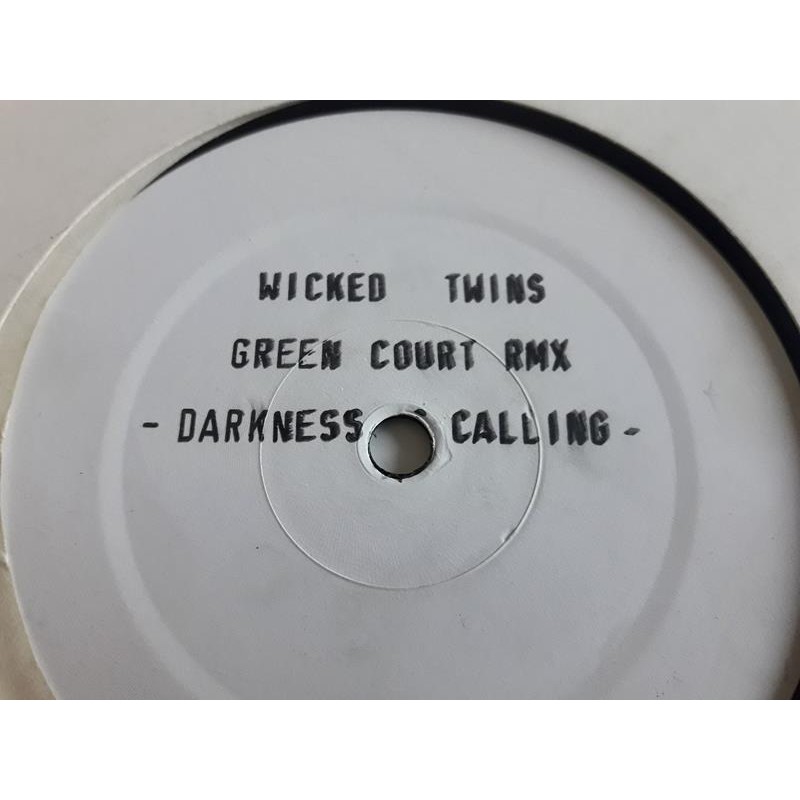 WICKED TWINS
GREEN COURT RMX
- DARKNESS CALLING -